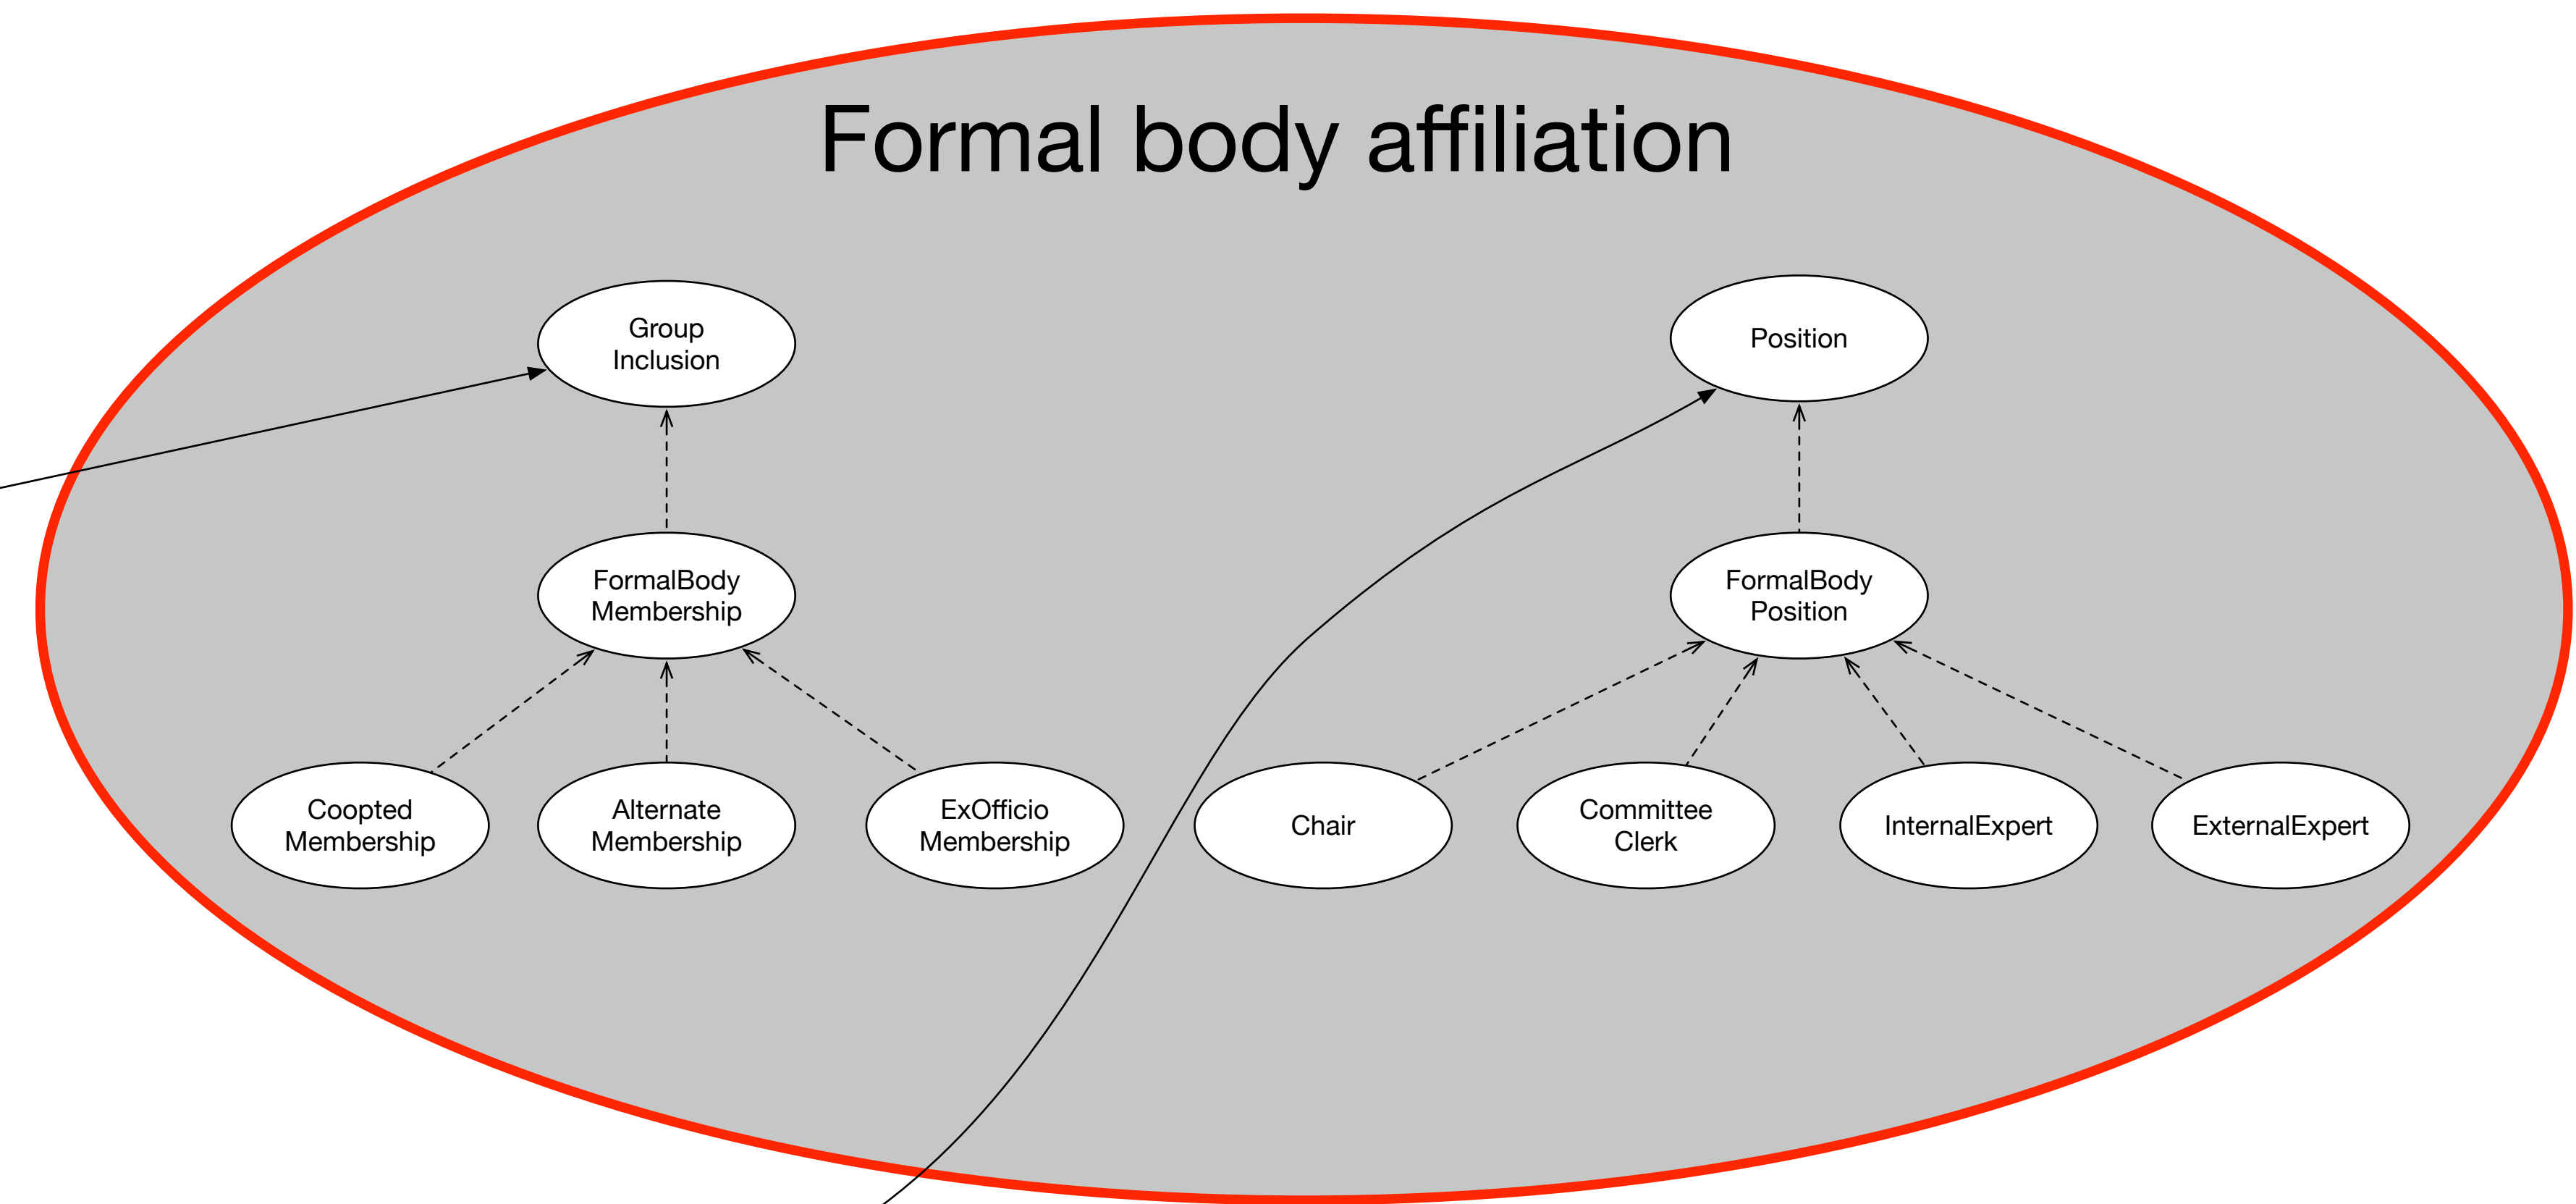 Formal body affiliation
Group
Inclusion
Position
FormalBody
Membership
FormalBody
Position
Coopted
Membership
Alternate
Membership
ExOfficio
Membership
Chair
Committee
Clerk
InternalExpert
ExternalExpert